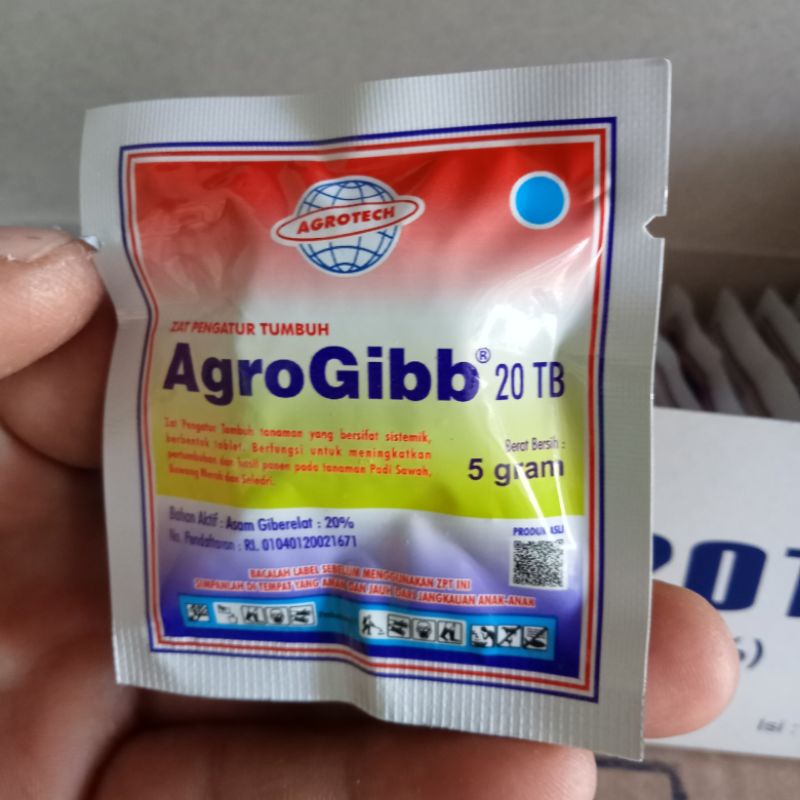 AGROTECH
ZAT PENGATUR TUMBUH
AgroGibb® 20 TB
Zat Pengatur Tumbuh tanaman yang bersifat sistemik,
berbentuk tablet. Berfungsi untuk meningkatkan
pertumbuhan dan hasil panen pada tanaman Padi Sawah,
Bawang Merah dan Seledri.
Berat Bersih :
5 gram
Bahan Aktif : Asam Giberelat : 20%
No. Pendaftaran : RI. 01040120021671
PRODUK ASLI
BACALAH LABEL SEBELUM MENGGUNAKAN ZPT INI
SIMPANLAH DI TEMPAT YANG AMAN DAN JAUH DARI JANGKAUAN ANAK-ANAK
Isi :